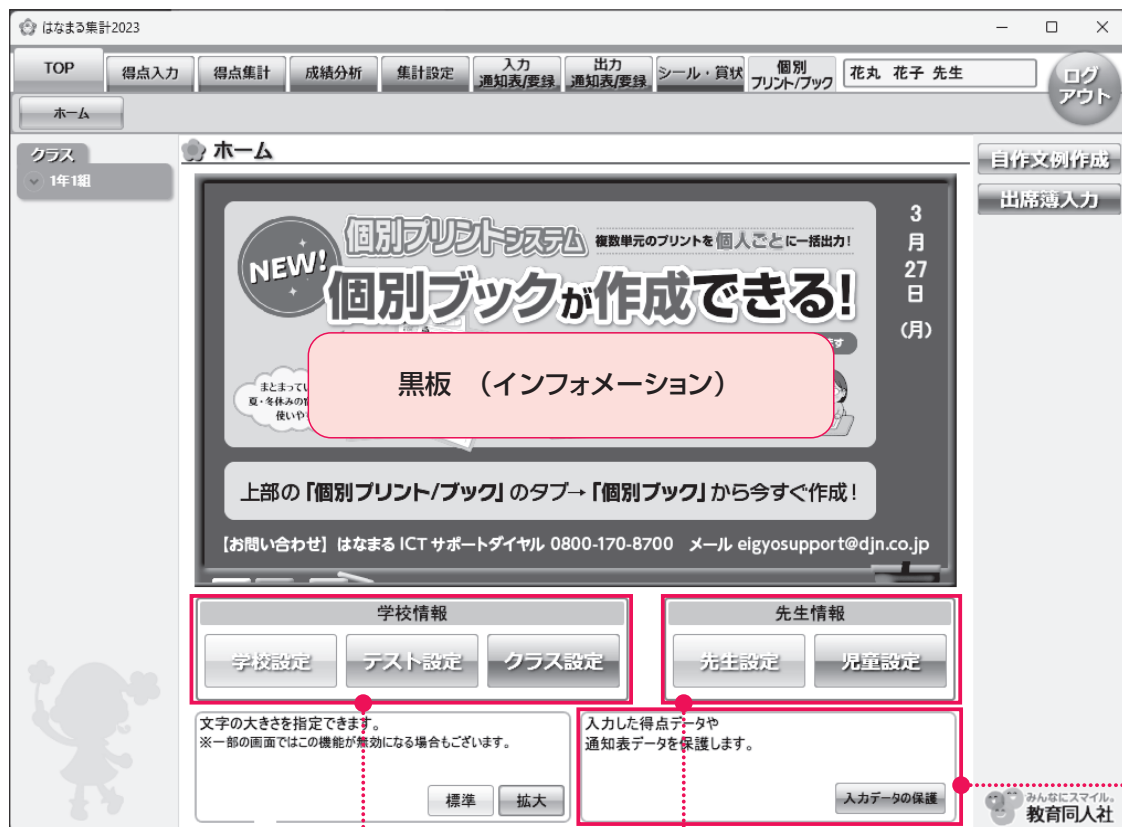 はなまる集計2023
TOP
得点入力
得点集計
成績分析
集計設定
入力
通知表/要録
出力
通知表/要録
シール・賞状
個別
プリント/ブック
花丸 花子 先生
ログ
アウト
ホーム
クラス
1年1組
ホーム
自作文例作成
出席簿入力
NEW!
個別プリントシステム
複数単元のプリントを個人ごとに一括出力!
個別ブックが作成できる!
3
月
27
日
(月)
黒板 (インフォメーション)
まとまってい
夏・冬休みの
使いや
上部の「個別プリント/ブック」のタブ→「個別ブック」から今すぐ作成!
【お問い合わせ】はなまる ICT サポートダイヤル 0800-170-8700 メール eigyosupport@djn.co.jp
学校情報
学校設定
テスト設定
クラス設定
先生情報
先生設定
児童設定
文字の大きさを指定できます。
※一部の画面ではこの機能が無効になる場合もございます。
標準
拡大
入力した得点データや
通知表データを保護します。
入力データの保護
みんなにスマイル。
教育同人社